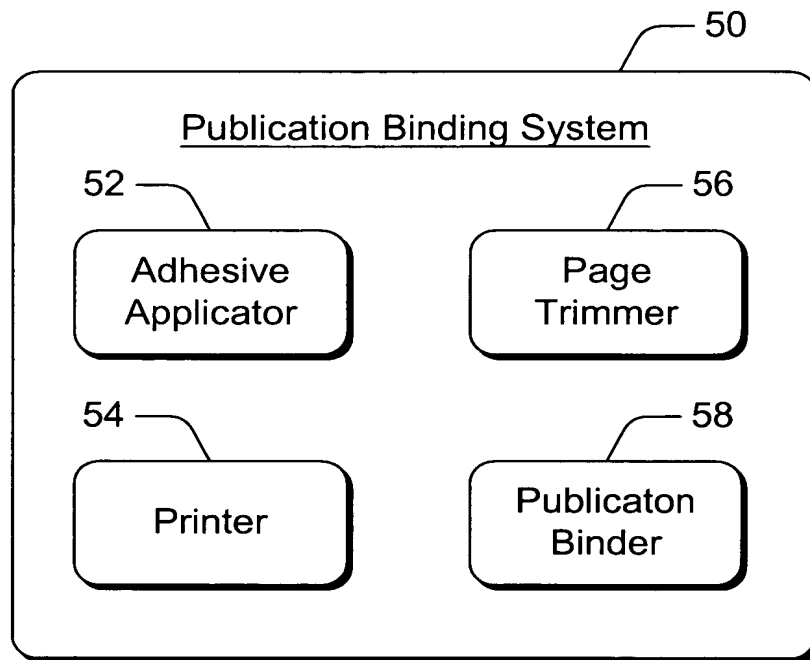 50
Publication Binding System
52
Adhesive
Applicator
56
Page
Trimmer
54
Printer
58
Publicaton
Binder